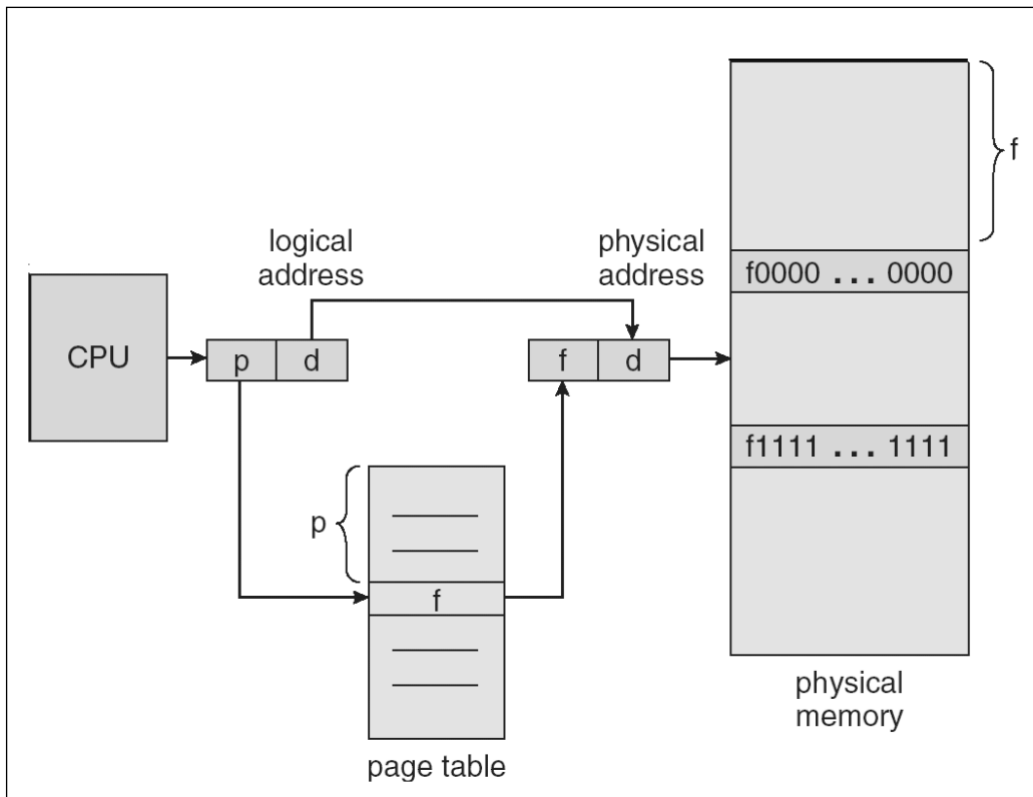 logical
address
physical
address
f
f0000 ... 0000
CPU
p
d
f
d
f1111 ... 1111
p
f
physical
memory
page table